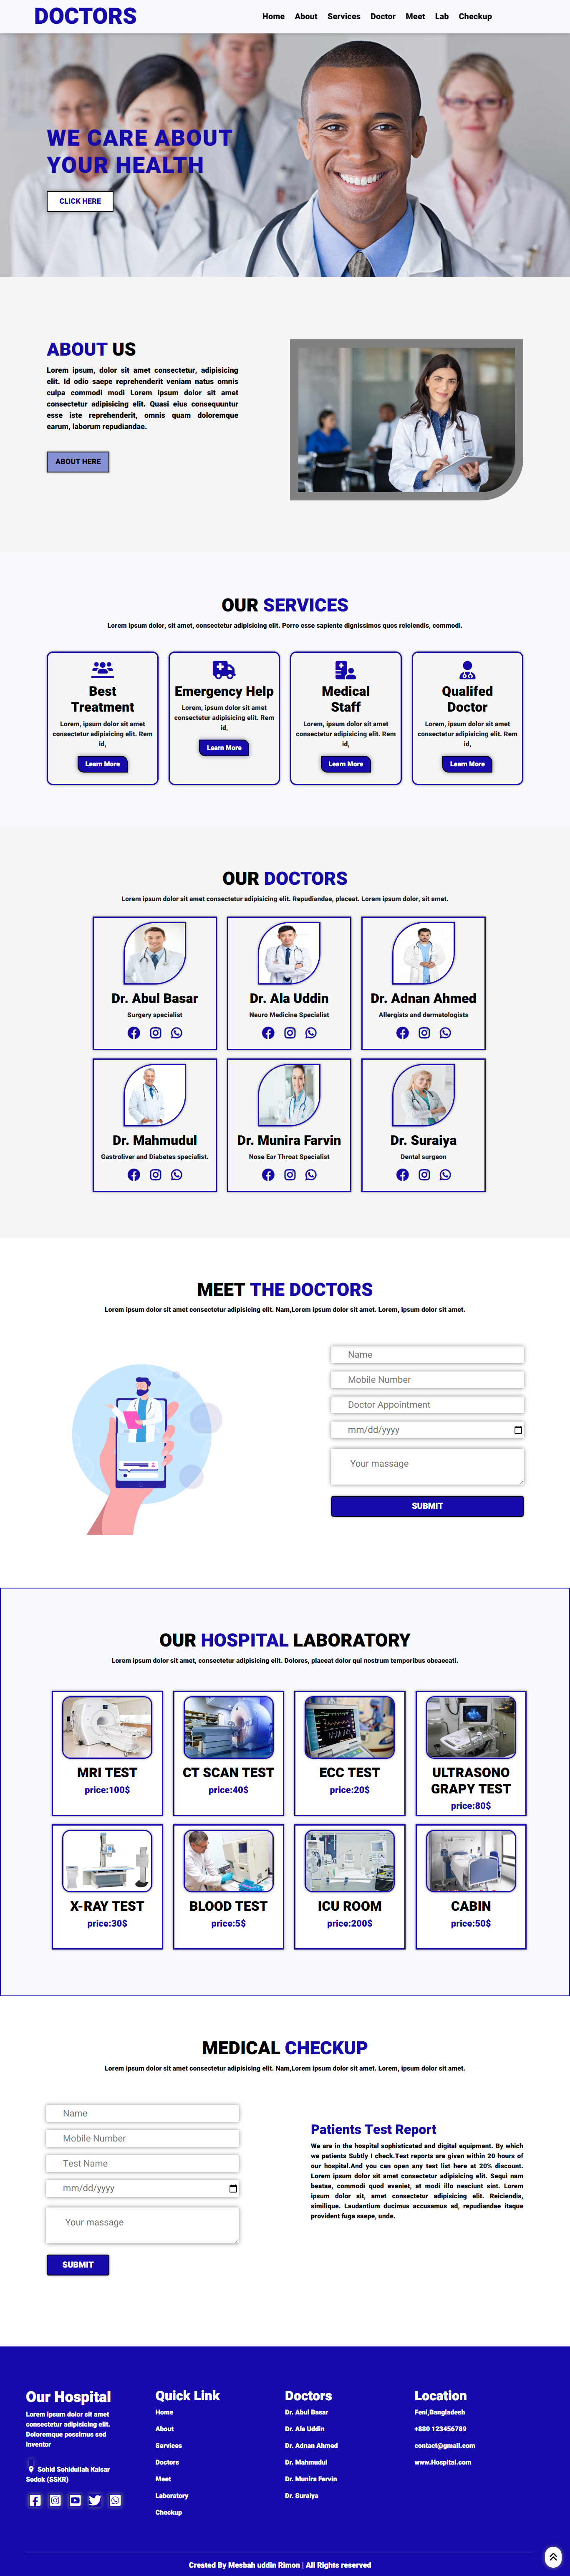 DOCTORS
Home About Services Doctor Meet Lab Checkup
WE CARE ABOUT
YOUR HEALTH
CLICK HERE
ABOUT US
Lorem ipsum, dolor sit amet consectetur, adipisicing
elit. Id odio saepe reprehenderit veniam natus omnis
culpa commodi modi Lorem ipsum dolor sit amet
consectetur adipisicing elit. Quasi eius consequuntur
esse iste reprehenderit, omnis quam doloremque
earum, laborum repudiandae.
ABOUT HERE
OUR SERVICES
Lorem ipsum dolor, sit amet, consectetur adipisicing elit. Porro esse sapiente dignissimos quos reiciendis, commodi.
Best
Treatment
Lorem, ipsum dolor sit amet
consectetur adipisicing elit. Rem
id,
Learn More
Emergency Help
Lorem, ipsum dolor sit amet
consectetur adipisicing elit. Rem
id,
Learn More
Medical
Staff
Lorem, ipsum dolor sit amet
consectetur adipisicing elit. Rem
id,
Learn More
Qualifed
Doctor
Lorem, ipsum dolor sit amet
consectetur adipisicing elit. Rem
id,
Learn More
OUR DOCTORS
Lorem ipsum dolor sit amet consectetur adipisicing elit. Repudiandae, placeat. Lorem ipsum dolor, sit amet.
Dr. Abul Basar
Surgery specialist
Dr. Ala Uddin
Neuro Medicine Specialist
Dr. Adnan Ahmed
Allergists and dermatologists
Dr. Mahmudul
Gastroliver and Diabetes specialist.
Dr. Munira Farvin
Nose Ear Throat Specialist
Dr. Suraiya
Dental surgeon
MEET THE DOCTORS
Lorem ipsum dolor sit amet consectetur adipisicing elit. Nam,Lorem ipsum dolor sit amet. Lorem, ipsum dolor sit amet.
Name
Mobile Number
Doctor Appointment
mm/dd/yyyy
Your massage
SUBMIT
OUR HOSPITAL LABORATORY
Lorem ipsum dolor sit amet, consectetur adipisicing elit. Dolores, placeat dolor qui nostrum temporibus obcaecati.
MRI TEST
price:100$
CT SCAN TEST
price:40$
ECC TEST
price:20$
ULTRASONO
GRAPY TEST
price:80$
X-RAY TEST
price:30$
BLOOD TEST
price:5$
ICU ROOM
price:200$
CABIN
price:50$
MEDICAL CHECKUP
Lorem ipsum dolor sit amet consectetur adipisicing elit. Nam,Lorem ipsum dolor sit amet. Lorem, ipsum dolor sit amet.
Name
Mobile Number
Test Name
mm/dd/yyyy
Your massage
SUBMIT
Patients Test Report
We are in the hospital sophisticated and digital equipment. By which
we patients Subtly I check.Test reports are given within 20 hours of
our hospital.And you can open any test list here at 20% discount.
Lorem ipsum dolor sit amet consectetur adipisicing elit. Sequi nam
beatae, commodi quod eveniet, at modi illo nesciunt sint. Lorem
ipsum dolor sit, amet consectetur adipisicing elit. Reiciendis,
similique. Laudantium ducimus accusamus ad, repudiandae itaque
provident fuga saepe, unde.
Our Hospital
Lorem ipsum dolor sit amet
consectetur adipisicing elit.
Doloremque possimus sed
inventor
Sohid Sohidullah Kaisar
Sodok (SSKR)
Quick Link
Home
About
Services
Doctors
Meet
Laboratory
Checkup
Doctors
Dr. Abul Basar
Dr. Ala Uddin
Dr. Adnan Ahmed
Dr. Mahmudul
Dr. Munira Farvin
Dr. Suraiya
Location
Feni,Bangladesh
+880 123456789
contact@gmail.com
www.Hospital.com
Created By Mesbah uddin Rimon | All Rights reserved